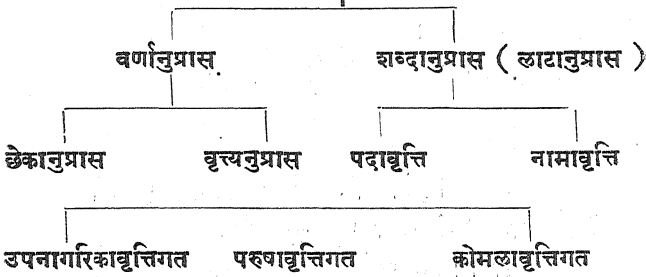 वर्णानुप्रास शब्दानुप्रास ( लाटानुप्रास )
छेकानुप्रास वृत्त्यनुप्रास पदावृत्ति नामावृत्ति
उपनागरिकावृत्तिगत परुषावृत्तिगत कोमलावृत्तिगत